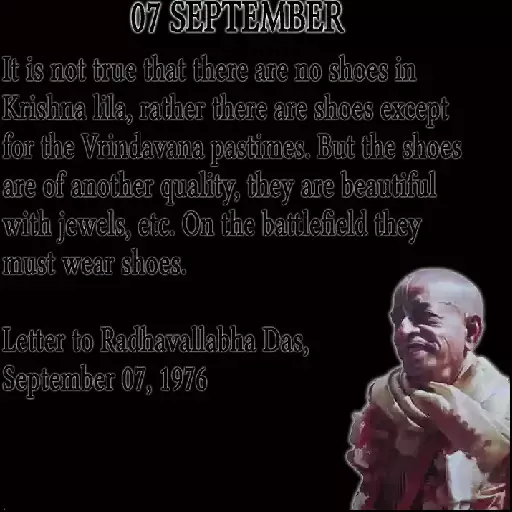 07 SEPTEMBER
It is not true that there are no shoes in
Krishna lila, rather there are shoes except
for the Vrindavana pastimes. But the shoes
are of another quality, they are beautiful
with jewels, etc. On the battlefield they
must wear shoes.
Letter to Radhavallabha Das,
September 07, 1976